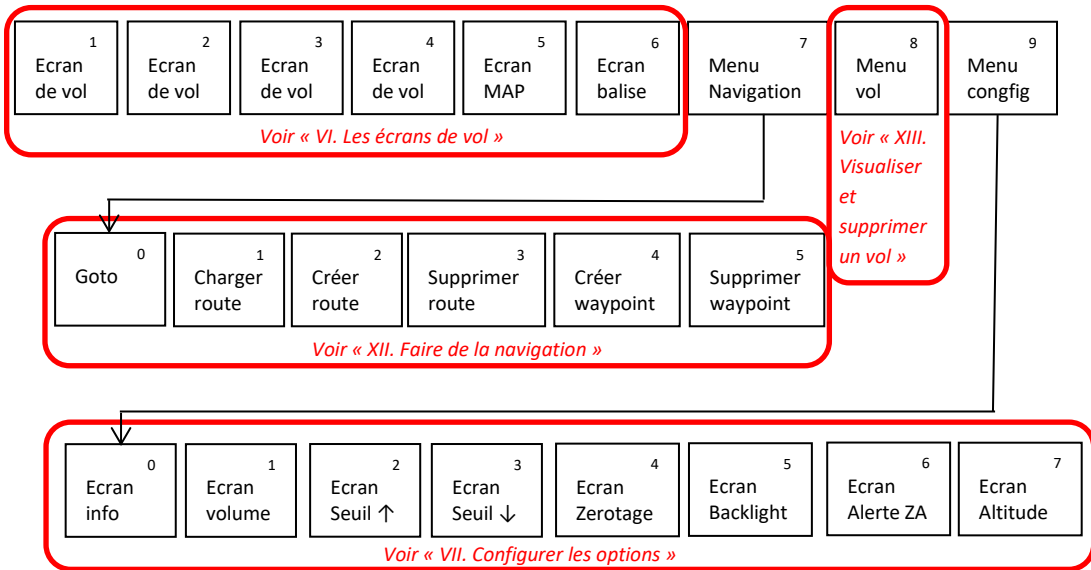 1
Ecran
de vol
2
Ecran
de vol
3
Ecran
de vol
4
Ecran
de vol
5
Ecran
MAP
6
Ecran
balise
7
Menu
Navigation
8
Menu
vol
9
Menu
congfig
Voir « VI. Les écrans de vol »
Voir « XIII.
Visualiser
et
supprimer
un vol »
0
Goto
1
Charger
route
2
Créer
route
3
Supprimer
route
4
Créer
waypoint
5
Supprimer
waypoint
Voir « XII. Faire de la navigation »
0
Ecran
info
1
Ecran
volume
2
Ecran
Seuil ↑
3
Ecran
Seuil ↓
4
Ecran
Zerotage
5
Ecran
Backlight
6
Ecran
Alerte ZA
7
Ecran
Altitude
Voir « VII. Configurer les options »